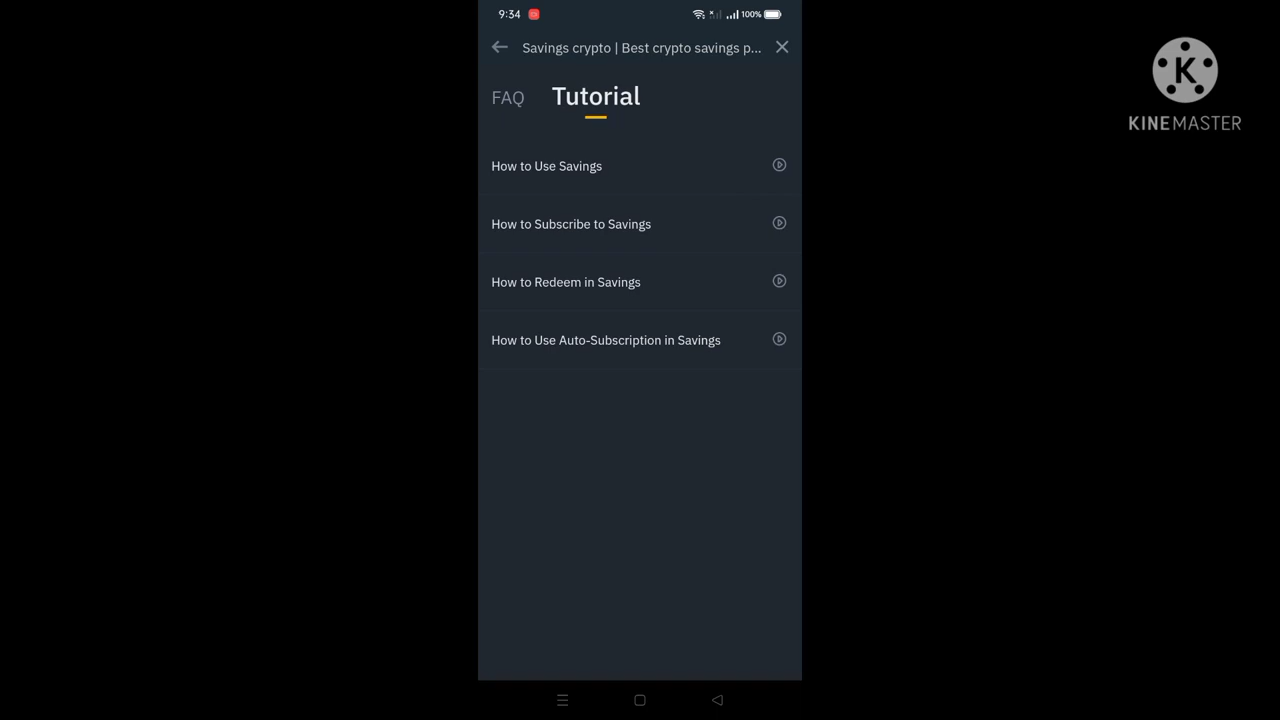 9:34
100%
Savings crypto | Best crypto savings p...
FAQ
Tutorial
How to Use Savings
How to Subscribe to Savings
How to Redeem in Savings
How to Use Auto-Subscription in Savings
K
KINEMASTER